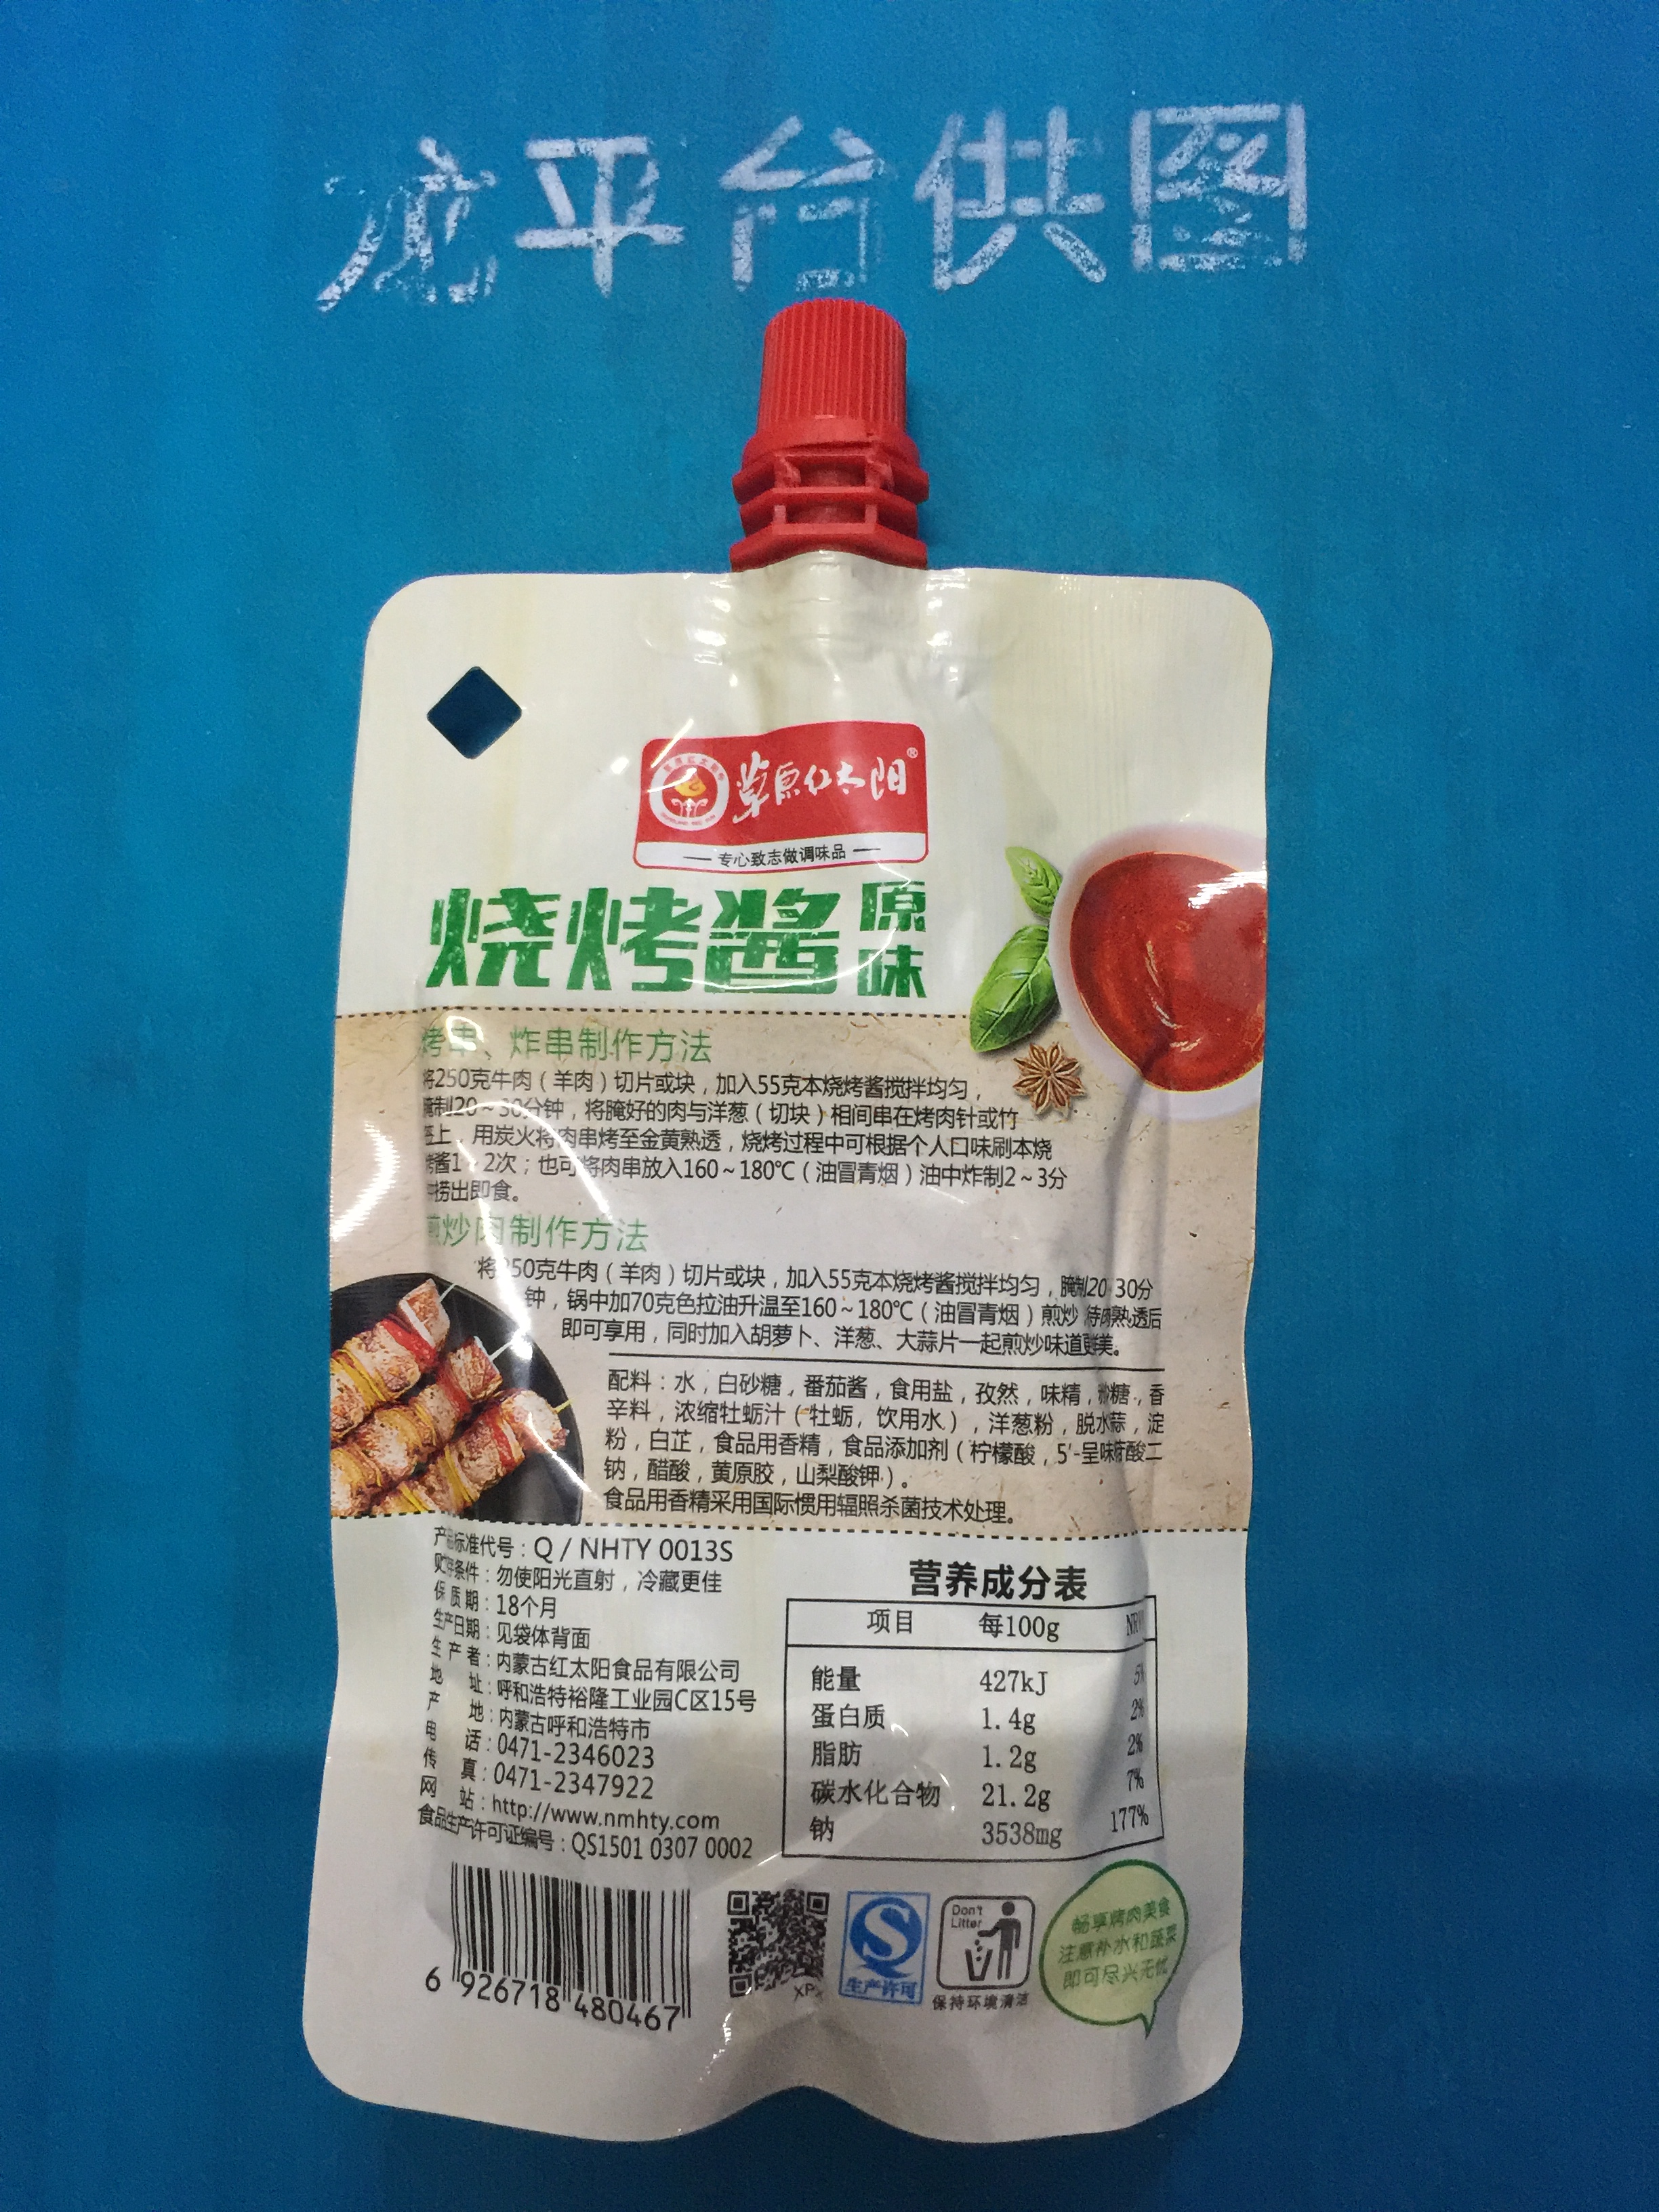 平台供图
草原红太阳®
专心致志做调味品
烧烤酱 原味
烤串、炸串制作方法
将250克牛肉（羊肉）切片或块，加入55克本烧烤酱搅拌均匀，
腌制20～30分钟，将腌好的肉与洋葱（切块）相间串在烤肉针或竹
签上，用炭火将肉串烤至金黄熟透，烧烤过程中可根据个人口味刷本烧
烤酱1～2次；也可将肉串放入160～180℃（油冒青烟）油中炸制2～3分
钟捞出即食。
煎炒肉制作方法
将250克牛肉（羊肉）切片或块，加入55克本烧烤酱搅拌均匀，腌制20-30分
钟，锅中加70克色拉油升温至160～180℃（油冒青烟）煎炒 待肉熟透后
即可享用，同时加入胡萝卜、洋葱、大蒜片一起煎炒味道更鲜美。
配料：水，白砂糖，番茄酱，食用盐，孜然，味精，砂糖，香
辛料，浓缩牡蛎汁（牡蛎，饮用水），洋葱粉，脱水蒜，淀
粉，白芷，食品用香精，食品添加剂（柠檬酸，5'-呈味核苷酸二
钠，醋酸，黄原胶，山梨酸钾）。
食品用香精采用国际惯用辐照杀菌技术处理。
产品标准代号：Q / NHTY 0013S
贮存条件：勿使阳光直射，冷藏更佳
保质期：18个月
生产日期：见袋体背面
生产者：内蒙古红太阳食品有限公司
地址：呼和浩特裕隆工业园C区15号
产地：内蒙古呼和浩特市
电话：0471-2346023
传真：0471-2347922
网站：http://www.nmhty.com
食品生产许可证编号：QS1501 0307 0002
营养成分表
项目 每100g NRV
能量 427kJ 5%
蛋白质 1.4g 2%
脂肪 1.2g 2%
碳水化合物 21.2g 7%
钠 3538mg 177%
6 926718 480467
XP
生产许可
Don't
Litter
保持环境清洁
畅享烤肉美食
注意补水和蔬菜
即可尽兴无忧